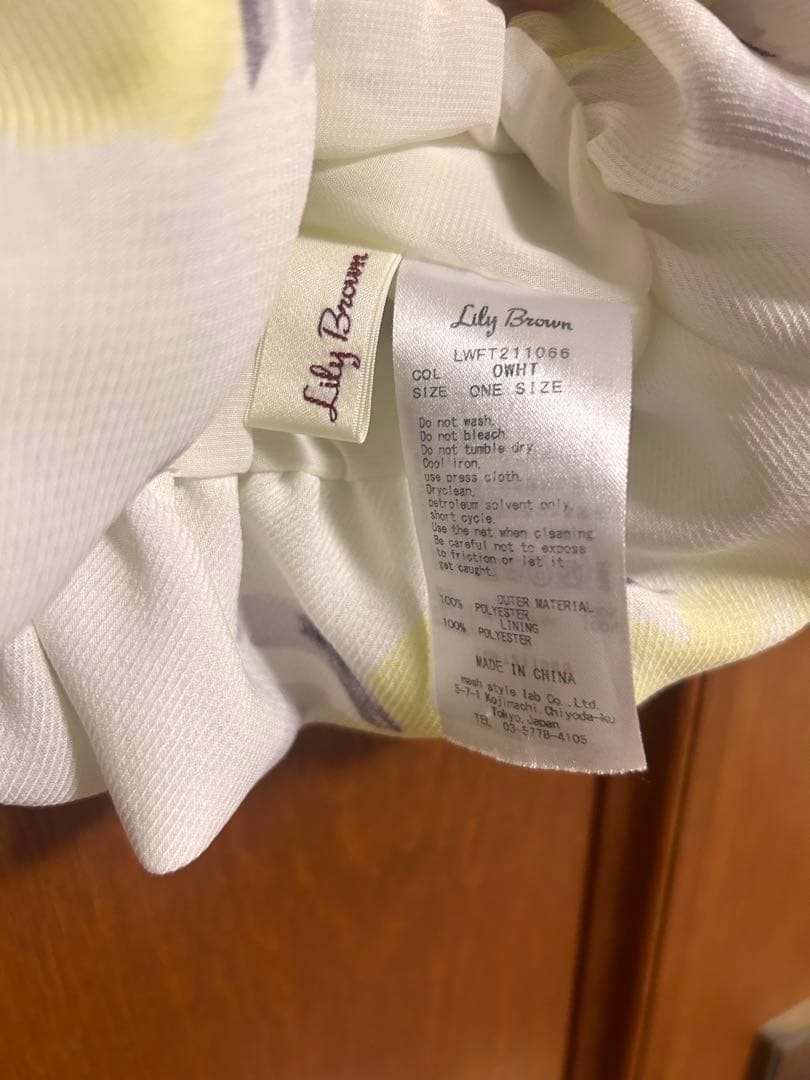 Lily Brown
Lily Brown
LWFT211066
COL OWHT
SIZE ONE SIZE
Do not wash.
Do not bleach.
Do not tumble dry.
Cool iron,
use press cloth.
Dryclean,
petroleum solvent only,
short cycle.
Use the net when cleaning.
Be careful not to expose
to friction or let it
get caught.
OUTER MATERIAL
100% POLYESTER
LINING
100% POLYESTER
MADE IN CHINA
mash style lab Co.,Ltd.
5-7-1 Kojimachi,Chiyoda-ku
Tokyo,Japan
TEL 03-5778-4105